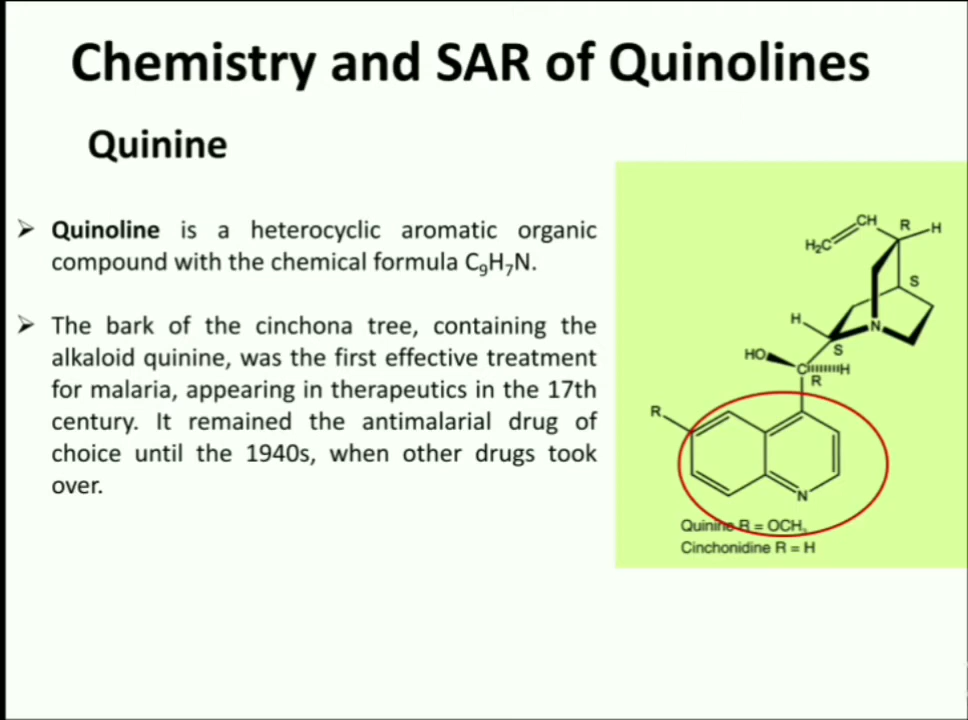 Chemistry and SAR of Quinolines
Quinine
➢ Quinoline is a heterocyclic aromatic organic
compound with the chemical formula C₉H₇N.
➢ The bark of the cinchona tree, containing the
alkaloid quinine, was the first effective treatment
for malaria, appearing in therapeutics in the 17th
century. It remained the antimalarial drug of
choice until the 1940s, when other drugs took
over.
CH R H
H₂C
S
H
N
S
HO
C H
R
R
N
Quinine R = OCH
Cinchonidine R = H